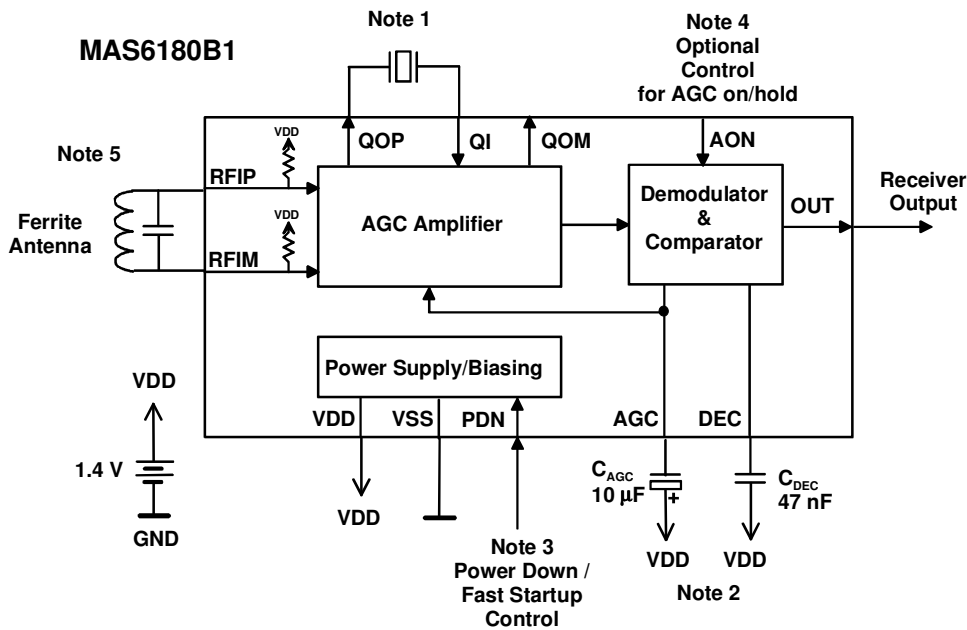 Note 1
MAS6180B1
Note 4
Optional
Control
for AGC on/hold
QOP
QI
QOM
AON
Note 5
VDD
RFIP
Ferrite
Antenna
VDD
RFIM
AGC Amplifier
Demodulator
&
Comparator
OUT
Receiver
Output
Power Supply/Biasing
VDD
VSS
PDN
AGC
DEC
VDD
1.4 V
GND
VDD
Note 3
Power Down /
Fast Startup
Control
CAGC
10 μF
+
VDD
CDEC
47 nF
VDD
Note 2